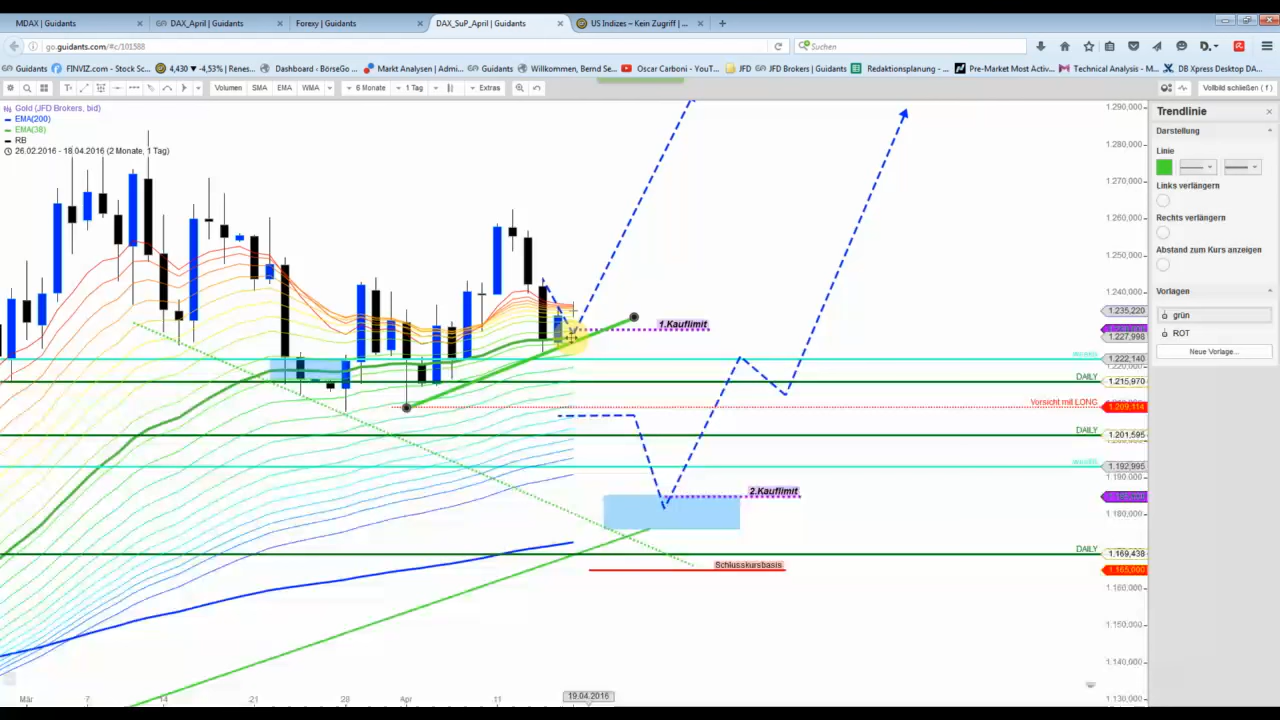 MDAX | Guidants
DAX_April | Guidants
Forexy | Guidants
DAX_SuP_April | Guidants
US Indizes – Kein Zugriff | ...
go.guidants.com/#c/101588
Suchen
Guidants
FINVIZ.com - Stock Sc...
4,430 ▼ -4,53% | Renes...
Dashboard - BörseGo ...
Markt Analysen | Admi...
Guidants
Willkommen, Bernd Se...
Oscar Carboni - YouT...
JFD
JFD Brokers | Guidants
Redaktionsplanung - ...
Pre-Market Most Activ...
Technical Analysis - M...
DB Xpress Desktop DA...
Volumen
SMA
EMA
WMA
6 Monate
1 Tag
Extras
Vollbild schließen ( f )
Gold (JFD Brokers, bid)
EMA(200)
EMA(38)
RB
26.02.2016 - 18.04.2016 (2 Monate, 1 Tag)
1.290,000
1.280,000
1.270,000
1.260,000
1.250,000
1.240,000
1.235,220
1.227,998
1.222,140
1.215,970
1.209,114
1.201,595
1.192,995
1.190,000
1.180,000
1.169,438
1.165,000
1.160,000
1.150,000
1.140,000
1.130,000
1.Kauflimit
DAILY
Vorsicht mit LONG
DAILY
2.Kauflimit
DAILY
Schlusskursbasis
Mär
7
14
21
28
Apr
11
19.04.2016
Trendlinie
Darstellung
Linie
Links verlängern
Rechts verlängern
Abstand zum Kurs anzeigen
Vorlagen
grün
ROT
Neue Vorlage...